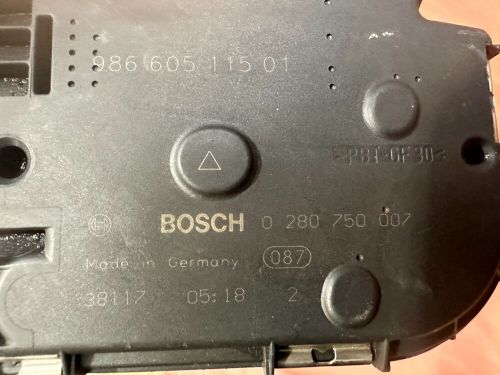 986 605 115 01
>PBT-GF30<
BOSCH 0 280 750 007
Made in Germany 087
38117 05:18 2